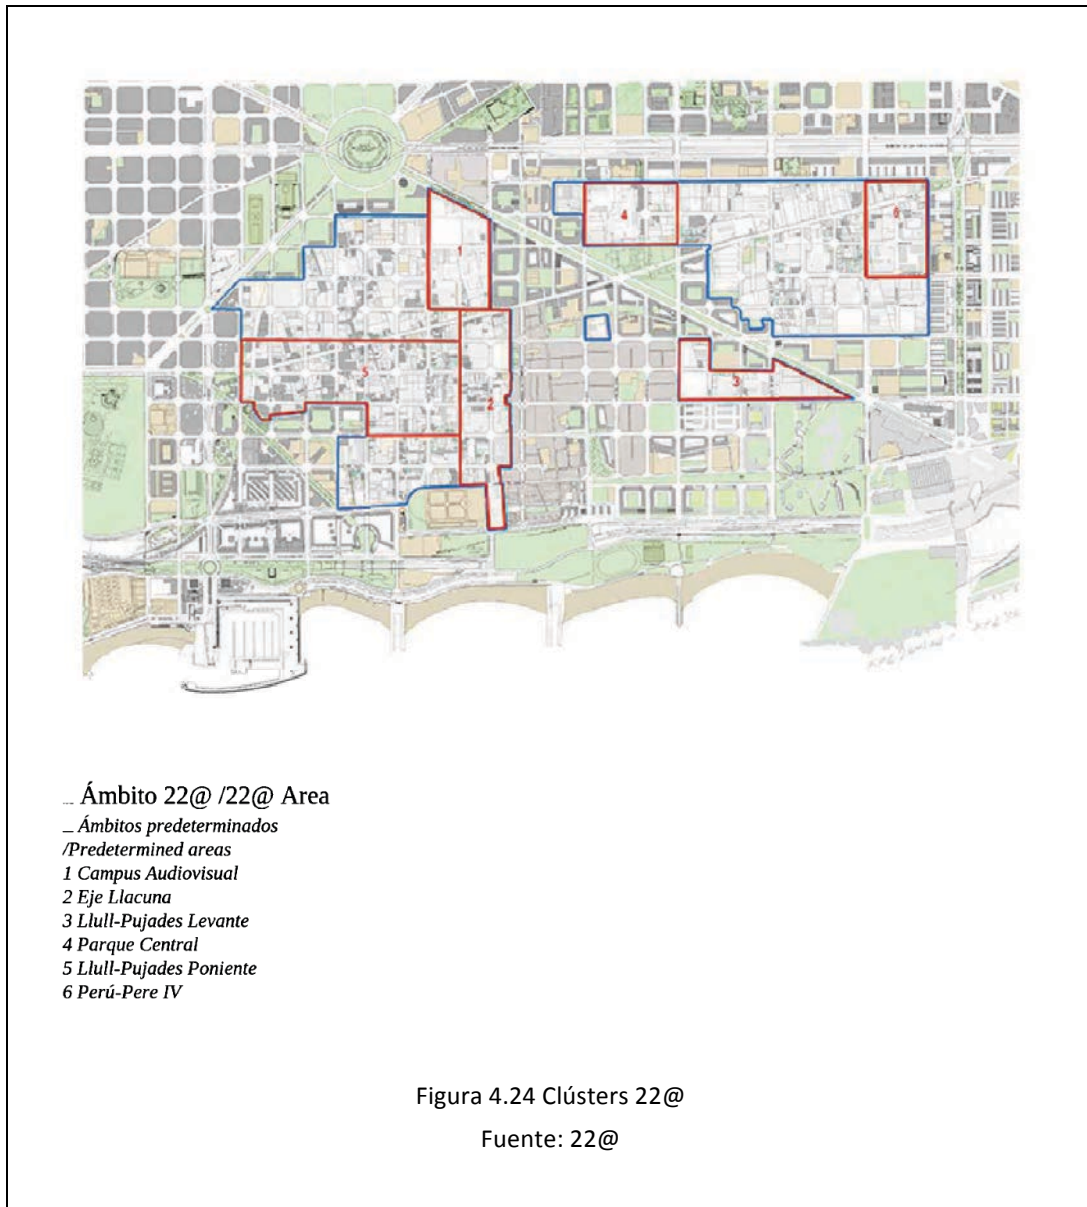 1
4
6
5
2
3
Ámbito 22@ /22@ Area
Ámbitos predeterminados
/Predetermined areas
1 Campus Audiovisual
2 Eje Llacuna
3 Llull-Pujades Levante
4 Parque Central
5 Llull-Pujades Poniente
6 Perú-Pere IV
Figura 4.24 Clústers 22@
Fuente: 22@